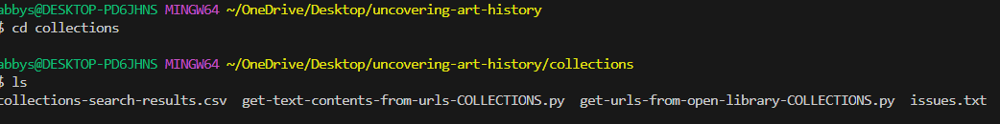 abbys@DESKTOP-PD6JHNS MINGW64 ~/OneDrive/Desktop/uncovering-art-history
$ cd collections
abbys@DESKTOP-PD6JHNS MINGW64 ~/OneDrive/Desktop/uncovering-art-history/collections
$ ls
collections-search-results.csv  get-text-contents-from-urls-COLLECTIONS.py  get-urls-from-open-library-COLLECTIONS.py  issues.txt